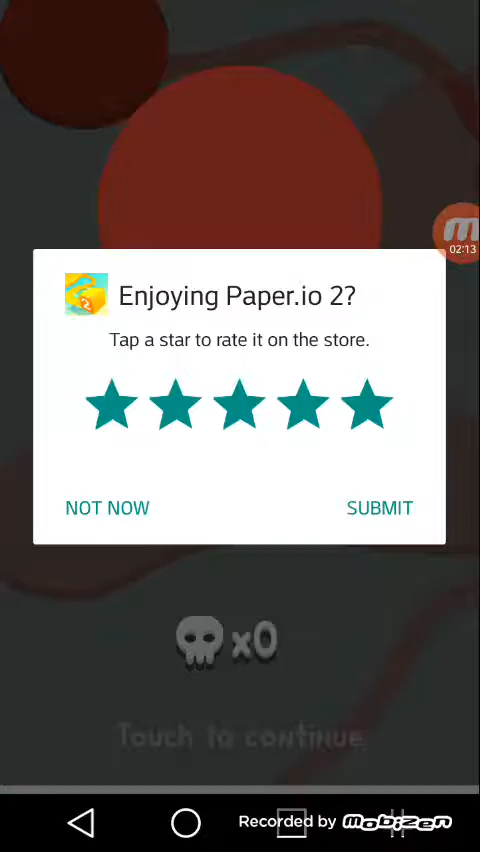 02:13
Enjoying Paper.io 2?
Tap a star to rate it on the store.
NOT NOW
SUBMIT
x0
Touch to continue
Recorded by Mobizen